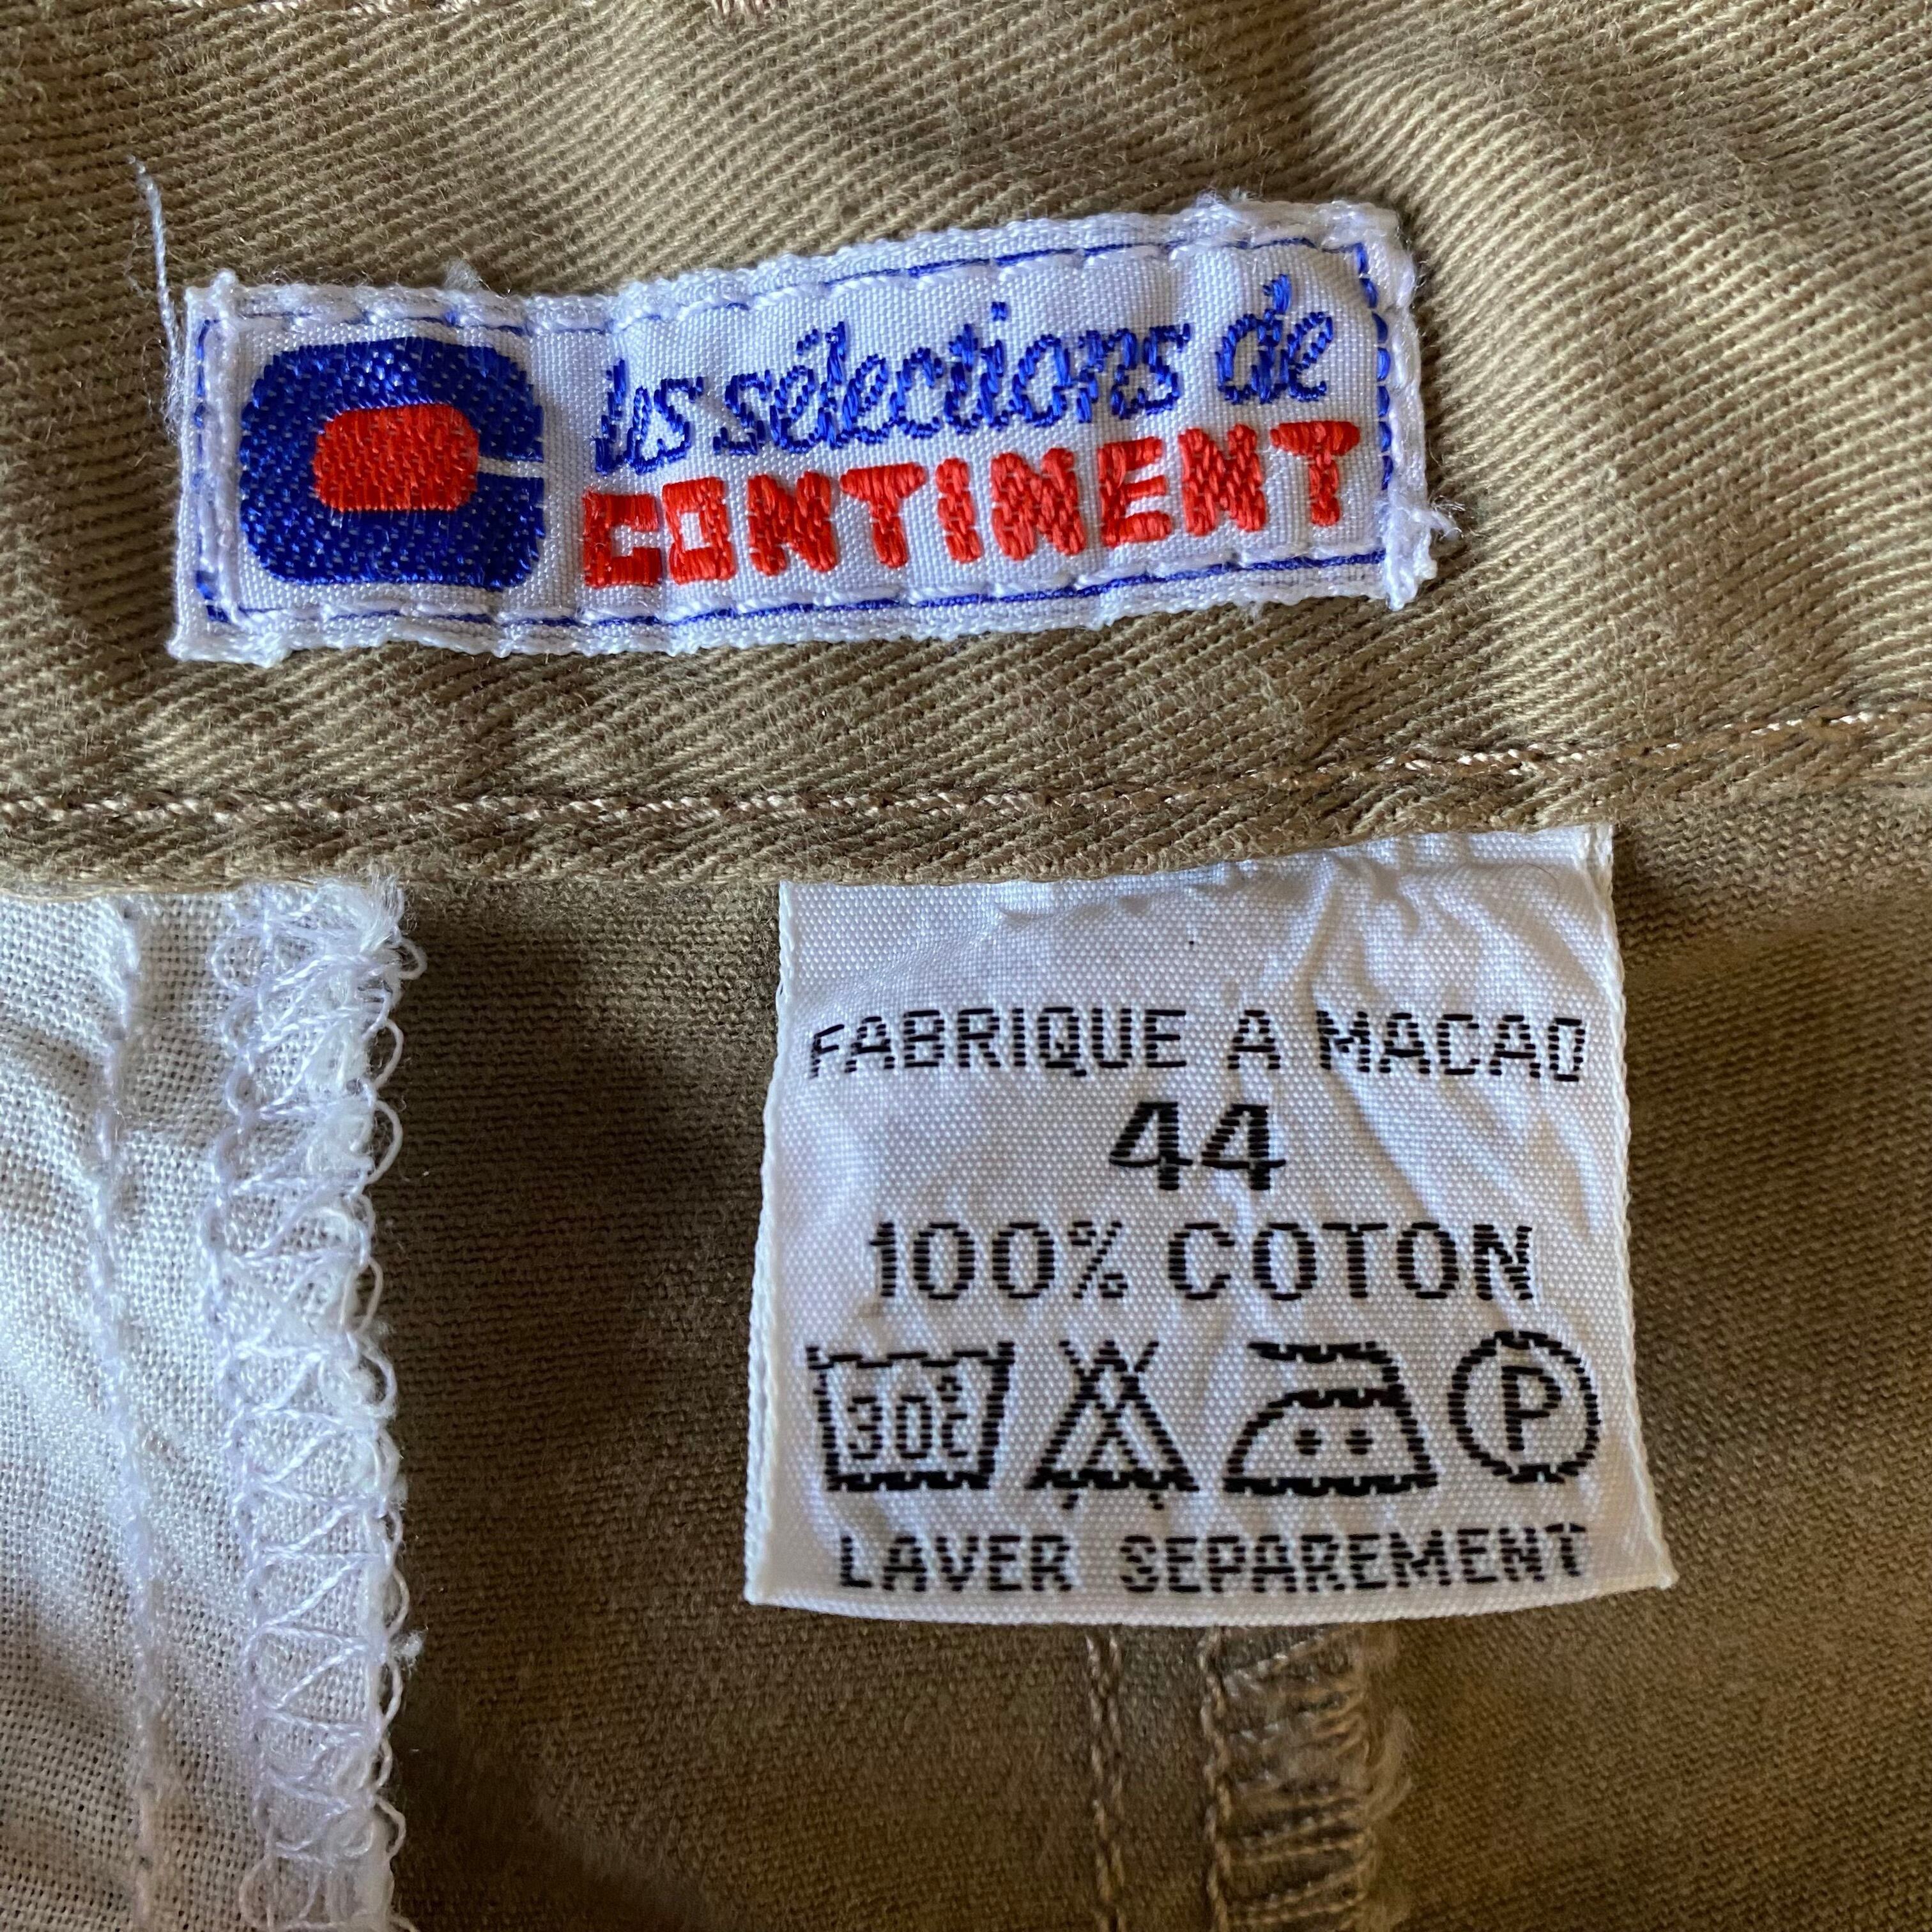 les sélections de
CONTINENT
FABRIQUE A MACAO
44
100% COTON
30°C P
LAVER SEPAREMENT